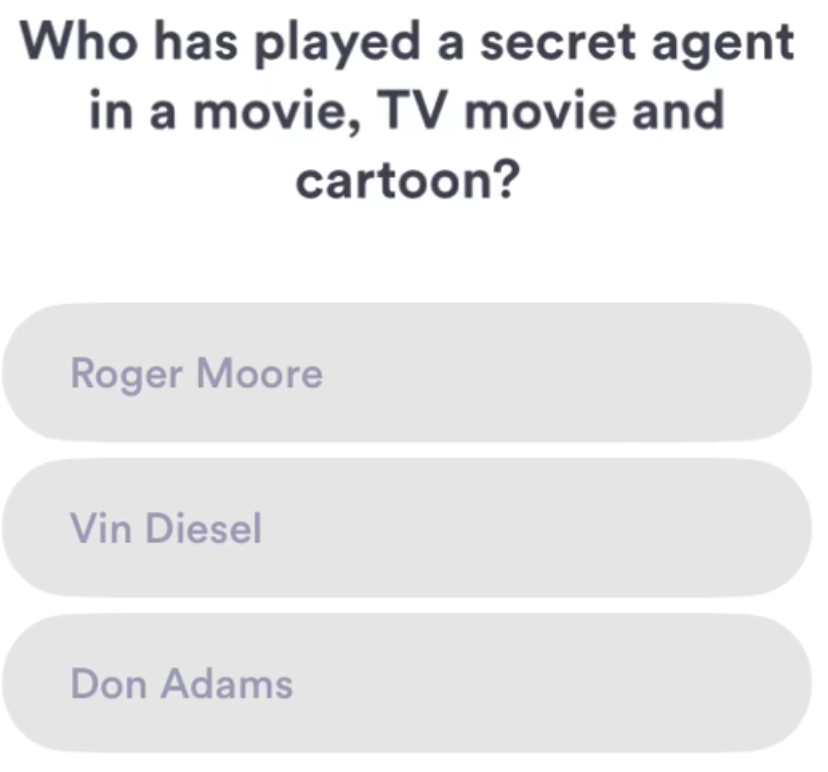 Who has played a secret agent
in a movie, TV movie and
cartoon?
Roger Moore
Vin Diesel
Don Adams